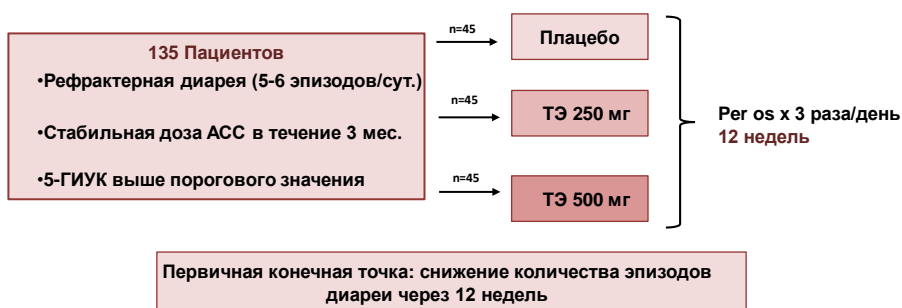 135 Пациентов
•Рефрактерная диарея (5-6 эпизодов/сут.)
•Стабильная доза АСС в течение 3 мес.
•5-ГИУК выше порогового значения
n=45
Плацебо
n=45
ТЭ 250 мг
n=45
ТЭ 500 мг
Per os x 3 раза/день
12 недель
Первичная конечная точка: снижение количества эпизодов
диареи через 12 недель